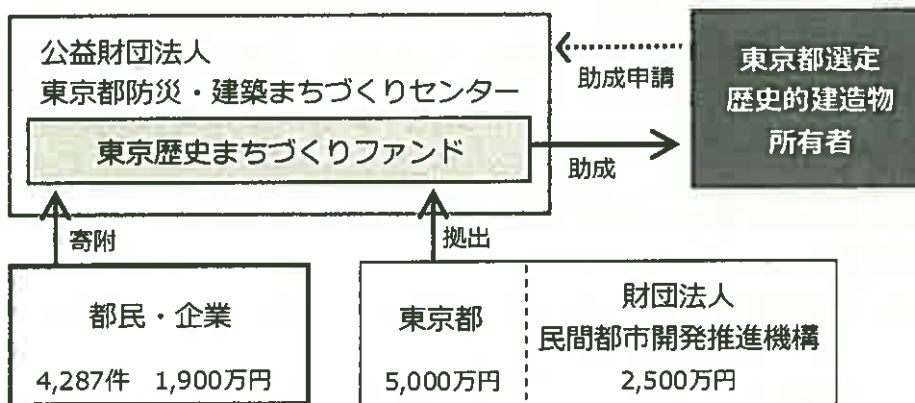 公益財団法人
東京都防災・建築まちづくりセンター
東京歴史まちづくりファンド
助成申請
助成
東京都選定
歴史的建造物
所有者
寄附
拠出
都民・企業
4,287件 1,900万円
東京都
5,000万円
財団法人
民間都市開発推進機構
2,500万円